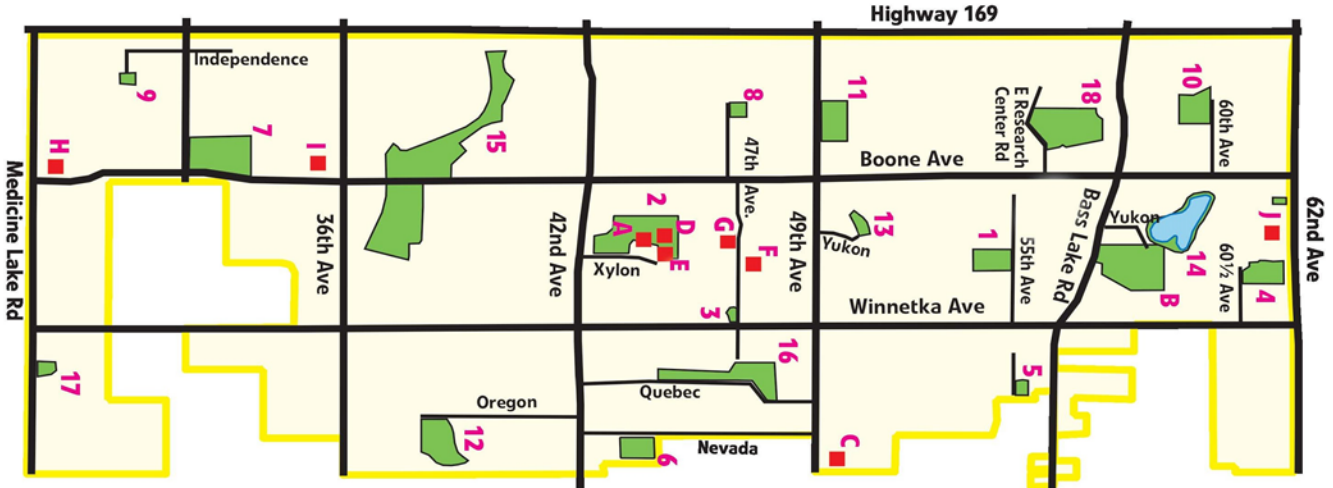 Highway 169
Independence
9
7
H
I
15
8
47th
Ave.
11
E Research
Center Rd
18
10
60th Ave
Boone Ave
Medicine Lake Rd
36th Ave
42nd Ave
2
A
D
E
Xylon
G
F
3
49th Ave
13
Yukon
1
55th Ave
Winnetka Ave
Bass Lake Rd
Yukon
14
B
60½ Ave
J
4
62nd Ave
17
Oregon
12
Quebec
16
Nevada
6
C
5